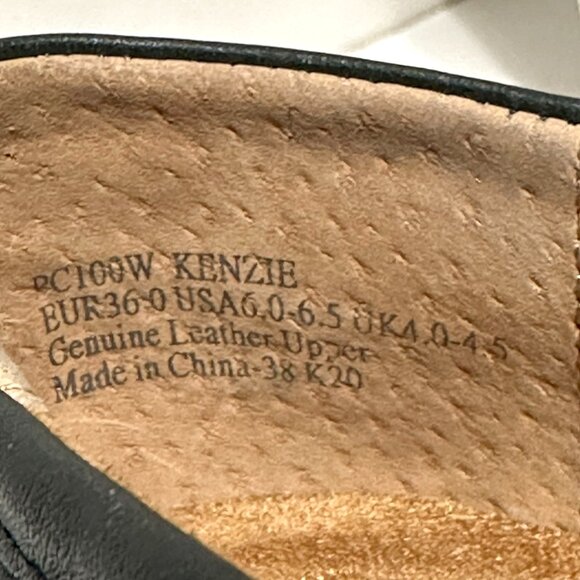 PC100W KENZIE
EUR36-0 USA6.0-6.5 UK4.0-4.5
Genuine Leather Upper
Made in China-38 K20